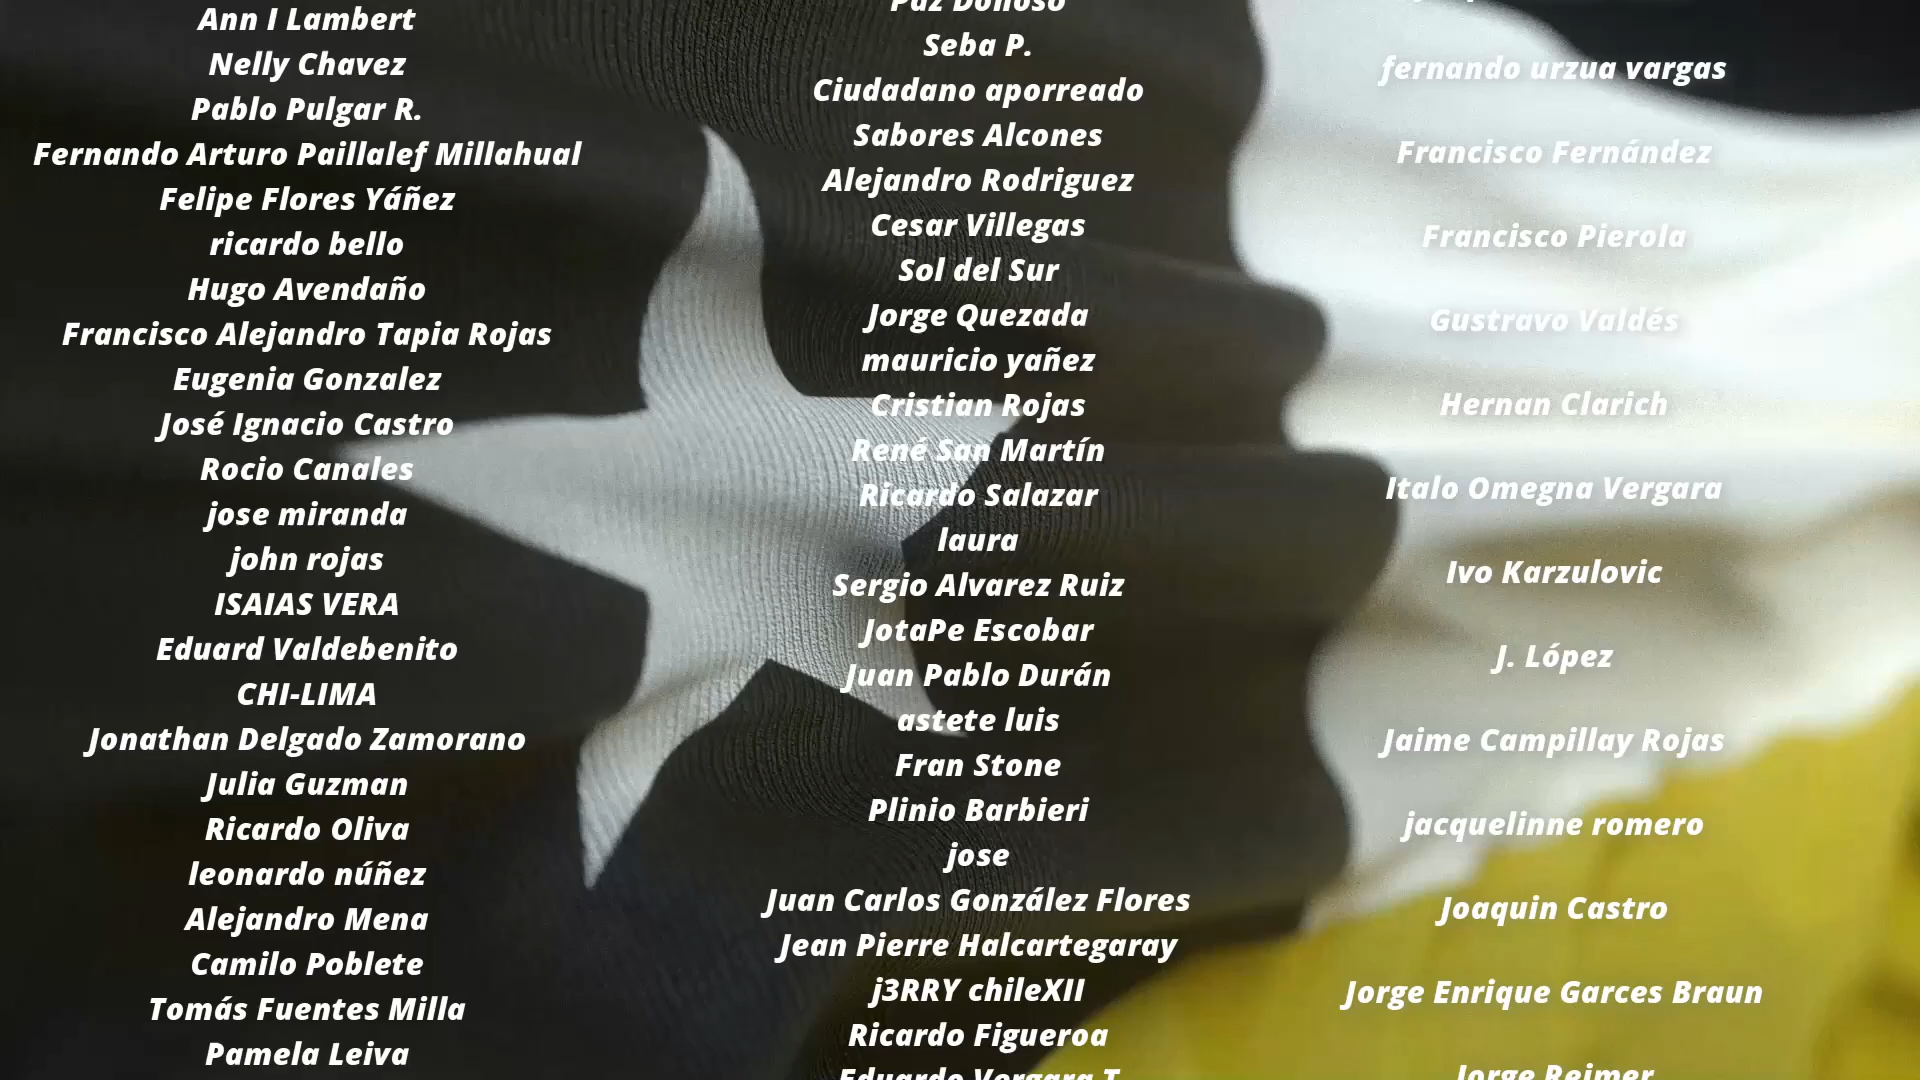 Ann I Lambert
Nelly Chavez
Pablo Pulgar R.
Fernando Arturo Paillalef Millahual
Felipe Flores Yáñez
ricardo bello
Hugo Avendaño
Francisco Alejandro Tapia Rojas
Eugenia Gonzalez
José Ignacio Castro
Rocio Canales
jose miranda
john rojas
ISAIAS VERA
Eduard Valdebenito
CHI-LIMA
Jonathan Delgado Zamorano
Julia Guzman
Ricardo Oliva
leonardo núñez
Alejandro Mena
Camilo Poblete
Tomás Fuentes Milla
Pamela Leiva
Paz Donoso
Seba P.
Ciudadano aporreado
Sabores Alcones
Alejandro Rodriguez
Cesar Villegas
Sol del Sur
Jorge Quezada
mauricio yañez
Cristian Rojas
René San Martín
Ricardo Salazar
laura
Sergio Alvarez Ruiz
JotaPe Escobar
Juan Pablo Durán
astete luis
Fran Stone
Plinio Barbieri
jose
Juan Carlos González Flores
Jean Pierre Halcartegaray
j3RRY chileXII
Ricardo Figueroa
Eduardo Vergara T
fernando urzua vargas
Francisco Fernández
Francisco Pierola
Gustravo Valdés
Hernan Clarich
Italo Omegna Vergara
Ivo Karzulovic
J. López
Jaime Campillay Rojas
jacquelinne romero
Joaquin Castro
Jorge Enrique Garces Braun
Jorge Reimer